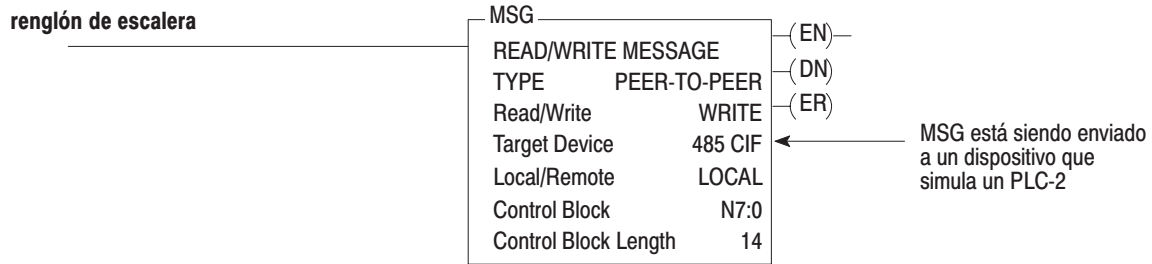 renglón de escalera
MSG
READ/WRITE MESSAGE
TYPE PEER-TO-PEER
Read/Write WRITE
Target Device 485 CIF
Local/Remote LOCAL
Control Block N7:0
Control Block Length 14
(EN)
(DN)
(ER)
MSG está siendo enviado
a un dispositivo que
simula un PLC-2